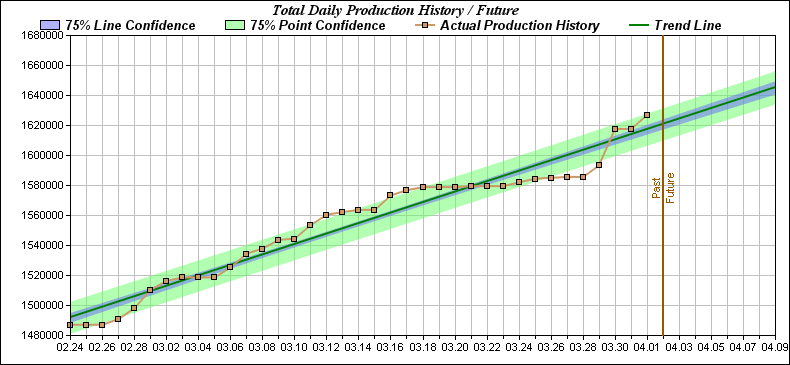 Total Daily Production History / Future
75% Line Confidence 75% Point Confidence Actual Production History Trend Line
1680000
1660000
1640000
1620000
1600000
1580000
1560000
1540000
1520000
1500000
1480000
Past
Future
02.24 02.26 02.28 03.02 03.04 03.06 03.08 03.10 03.12 03.14 03.16 03.18 03.20 03.22 03.24 03.26 03.28 03.30 04.01 04.03 04.05 04.07 04.09